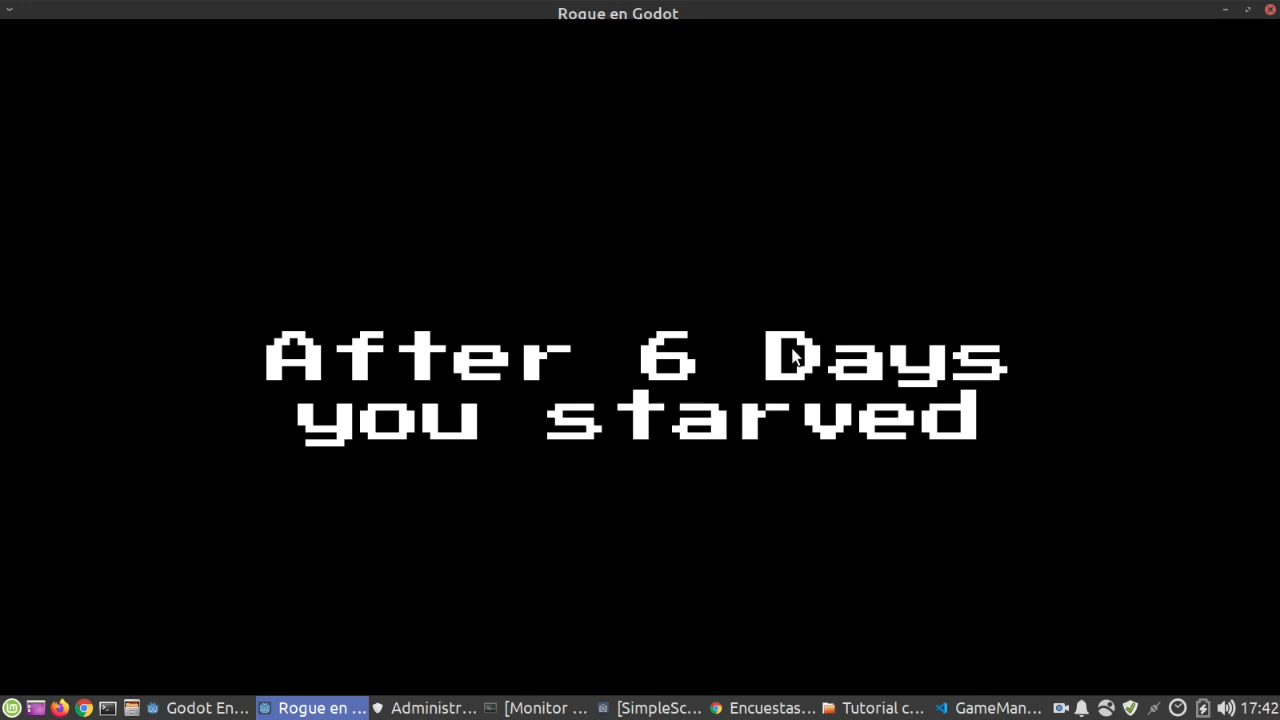 Rogue en Godot
After 6 Days
you starved
Godot En...
Rogue en ...
Administr...
[Monitor ...
[SimpleSc...
Encuestas...
Tutorial c...
GameMan...
17:42